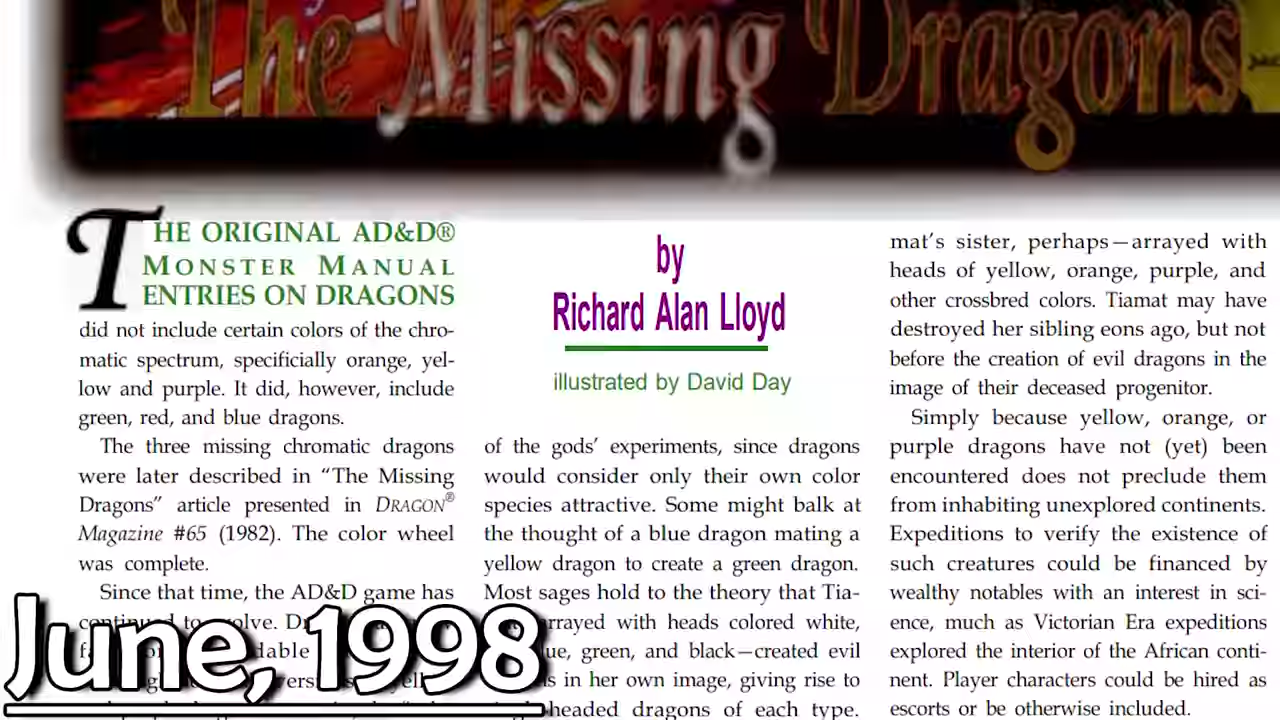 The Missing Dragons
THE ORIGINAL AD&D®
MONSTER MANUAL
ENTRIES ON DRAGONS
did not include certain colors of the chro-
matic spectrum, specificially orange, yel-
low and purple. It did, however, include
green, red, and blue dragons.
The three missing chromatic dragons
were later described in “The Missing
Dragons” article presented in DRAGON®
Magazine #65 (1982). The color wheel
was complete.
Since that time, the AD&D game has
by
Richard Alan Lloyd
illustrated by David Day
of the gods’ experiments, since dragons
would consider only their own color
species attractive. Some might balk at
the thought of a blue dragon mating a
yellow dragon to create a green dragon.
Most sages hold to the theory that Tia-
arrayed with heads colored white,
green, and black—created evil
in her own image, giving rise to
headed dragons of each type.
mat’s sister, perhaps—arrayed with
heads of yellow, orange, purple, and
other crossbred colors. Tiamat may have
destroyed her sibling eons ago, but not
before the creation of evil dragons in the
image of their deceased progenitor.
Simply because yellow, orange, or
purple dragons have not (yet) been
encountered does not preclude them
from inhabiting unexplored continents.
Expeditions to verify the existence of
such creatures could be financed by
wealthy notables with an interest in sci-
ence, much as Victorian Era expeditions
explored the interior of the African conti-
nent. Player characters could be hired as
escorts or be otherwise included.
June, 1998